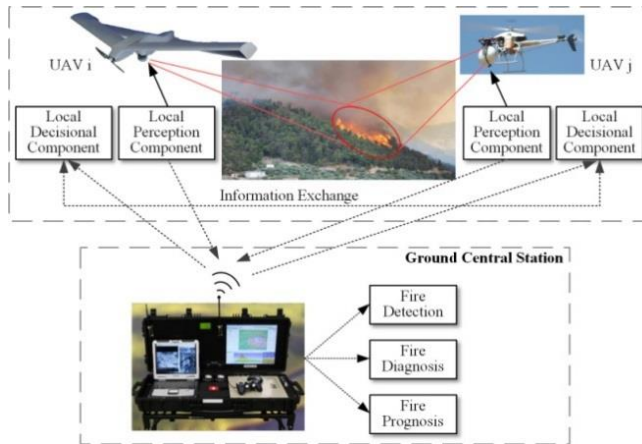 UAV i
UAV j
Local
Decisional
Component
Local
Perception
Component
Local
Perception
Component
Local
Decisional
Component
Information Exchange
Ground Central Station
Fire
Detection
Fire
Diagnosis
Fire
Prognosis